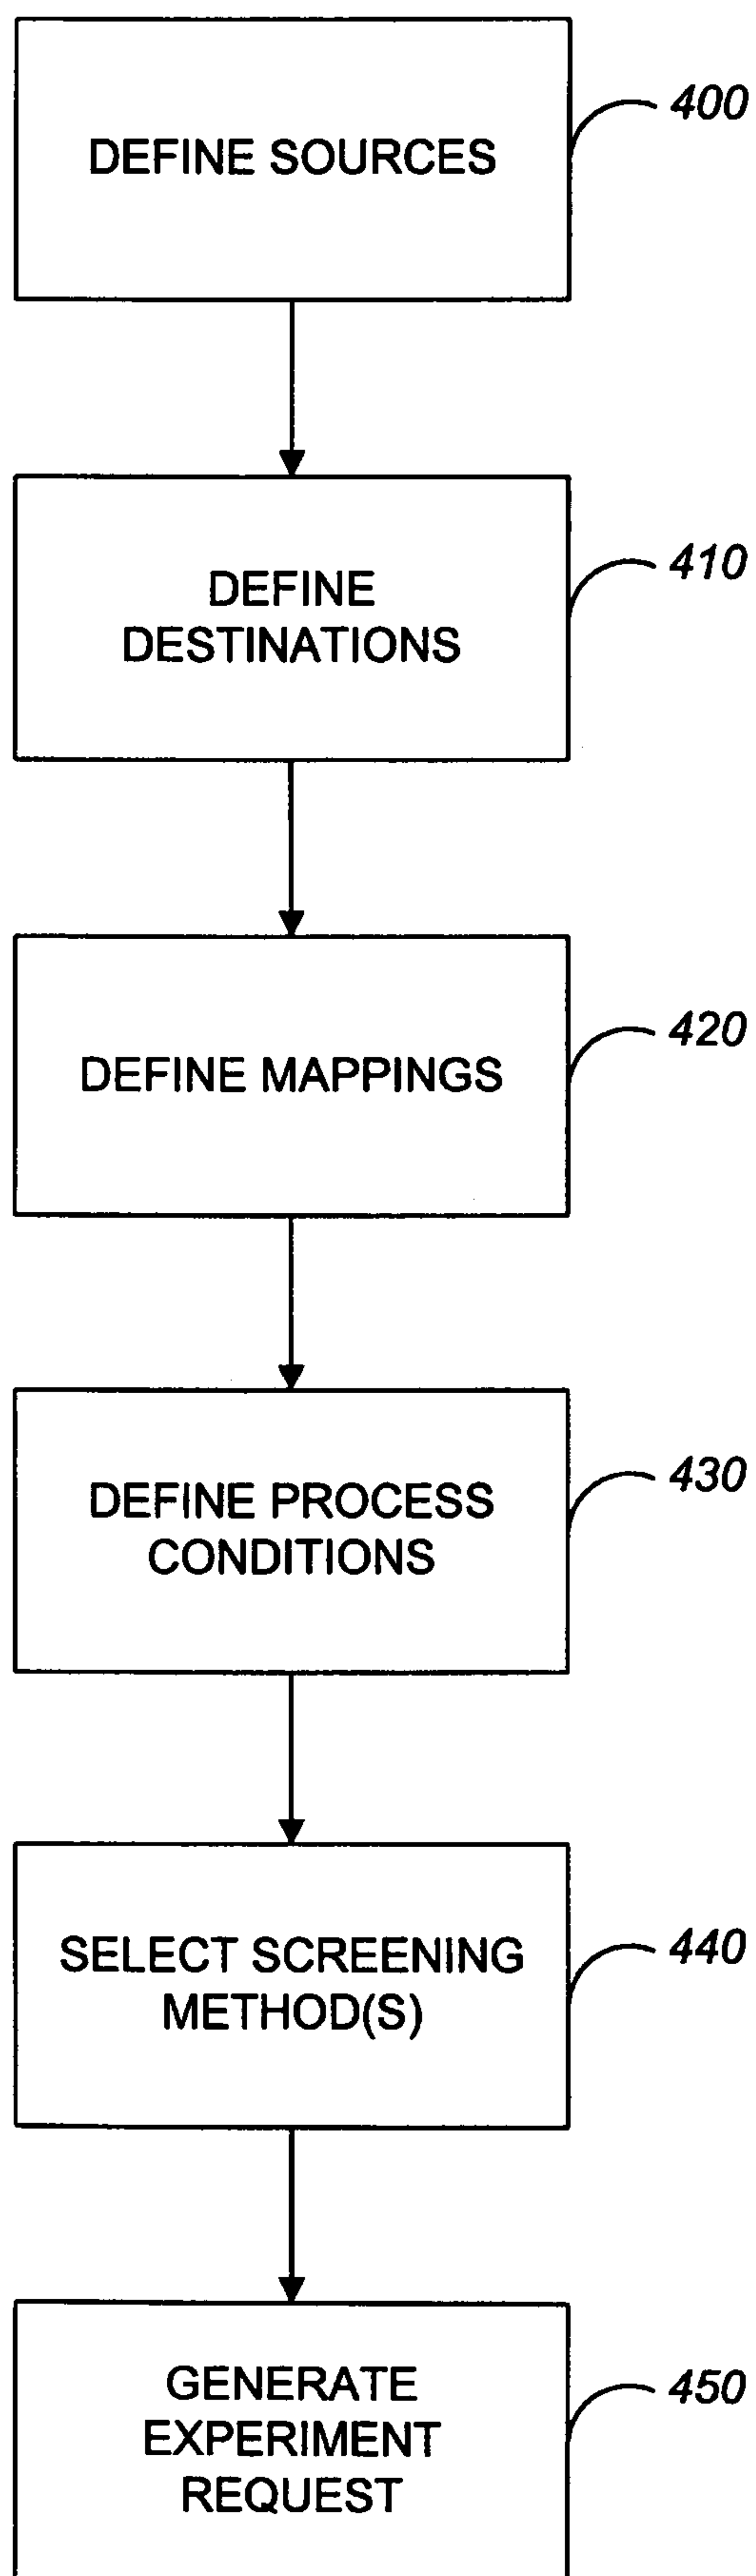 DEFINE SOURCES
400
DEFINE
DESTINATIONS
410
DEFINE MAPPINGS
420
DEFINE PROCESS
CONDITIONS
430
SELECT SCREENING
METHOD(S)
440
GENERATE
EXPERIMENT
REQUEST
450